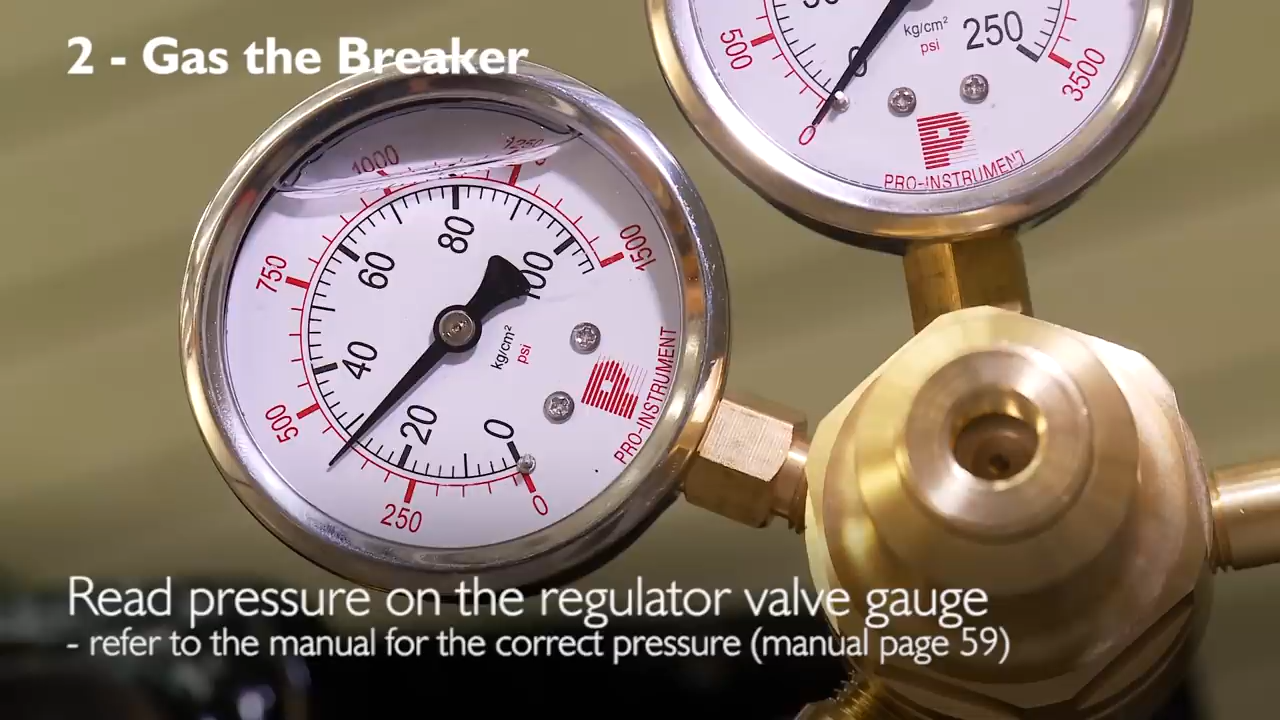 2 - Gas the Breaker
500
0
0
kg/cm²
psi
250
3500
PRO-INSTRUMENT
1000
1250
750
60
80
100
1500
40
500
20
0
kg/cm²
psi
PRO-INSTRUMENT
250
0
Read pressure on the regulator valve gauge
- refer to the manual for the correct pressure (manual page 59)